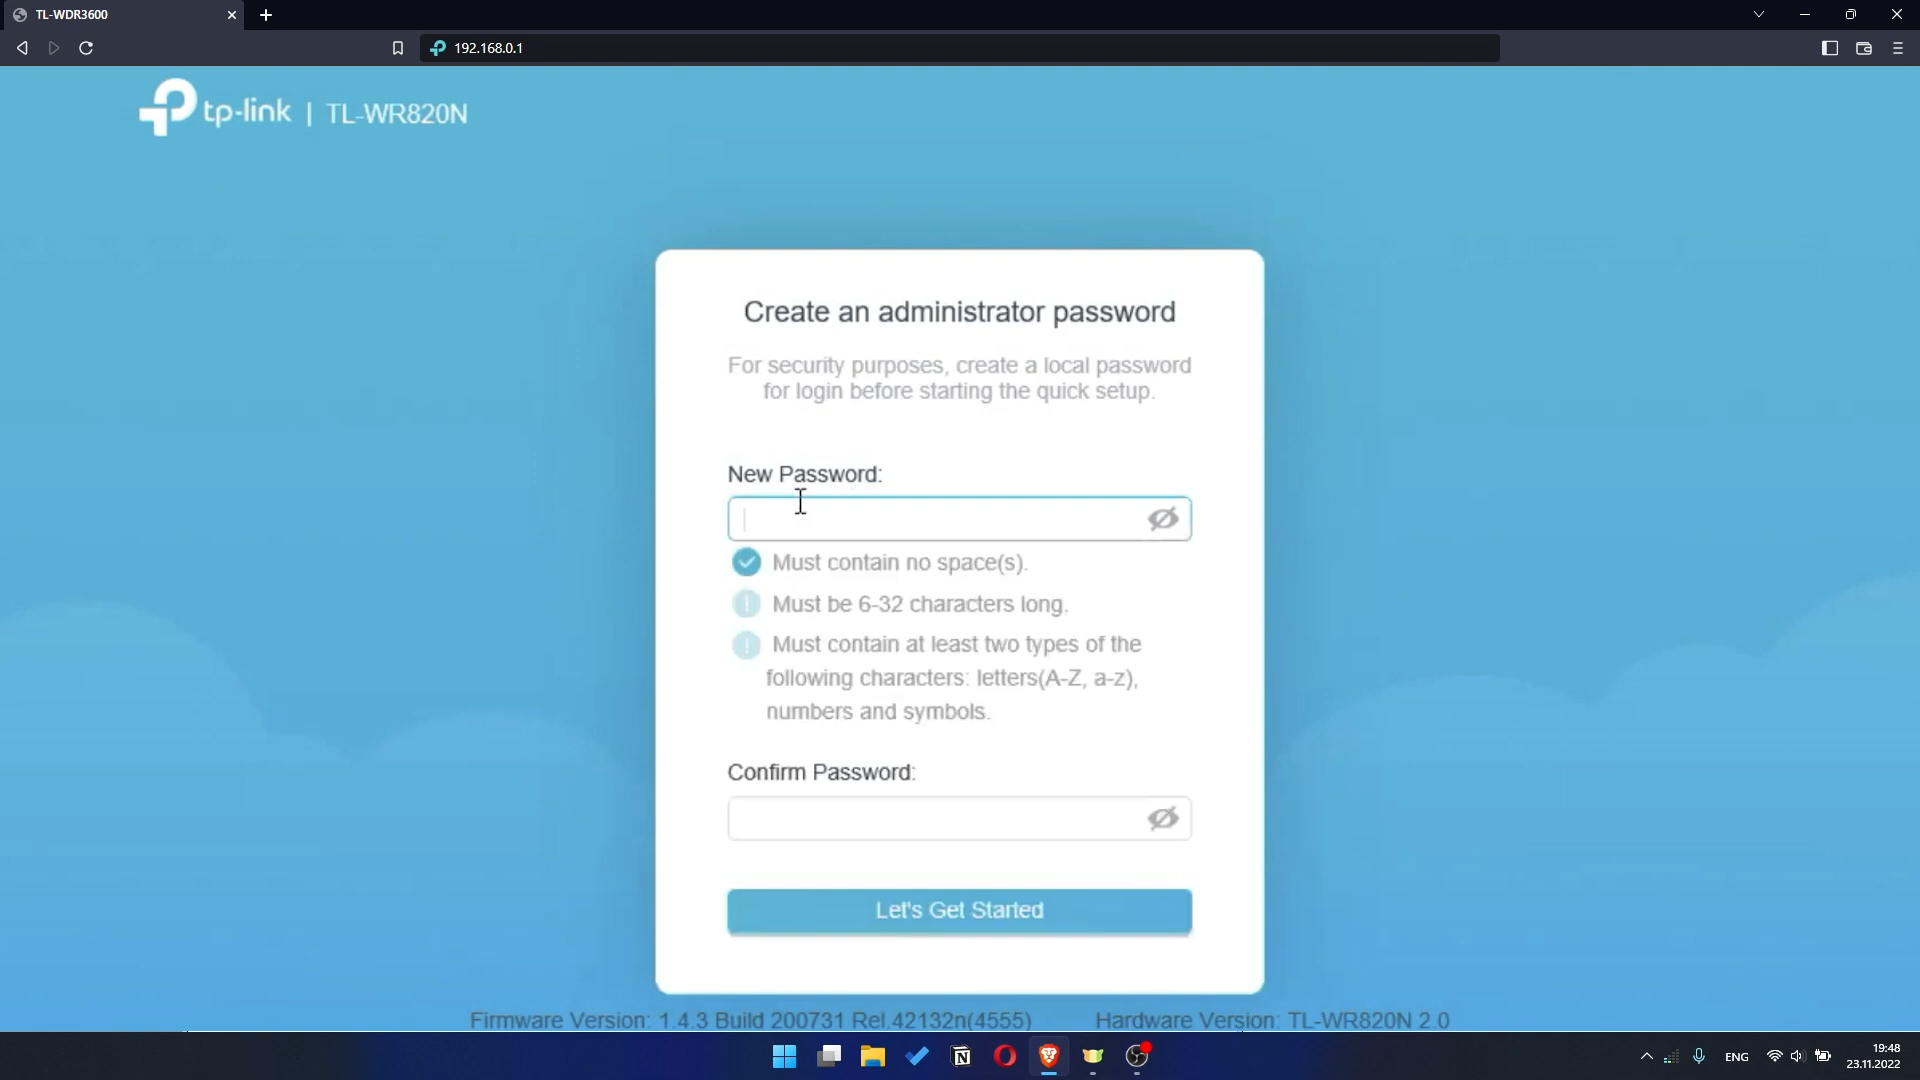 TL-WDR3600
192.168.0.1
tp-link | TL-WR820N
Create an administrator password
For security purposes, create a local password
for login before starting the quick setup.
New Password:
Must contain no space(s).
! Must be 6-32 characters long.
! Must contain at least two types of the
following characters: letters(A-Z, a-z),
numbers and symbols.
Confirm Password:
Let's Get Started
Firmware Version: 1.4.3 Build 200731 Rel.42132n(4555) Hardware Version: TL-WR820N 2.0
ENG
19:48
23.11.2022